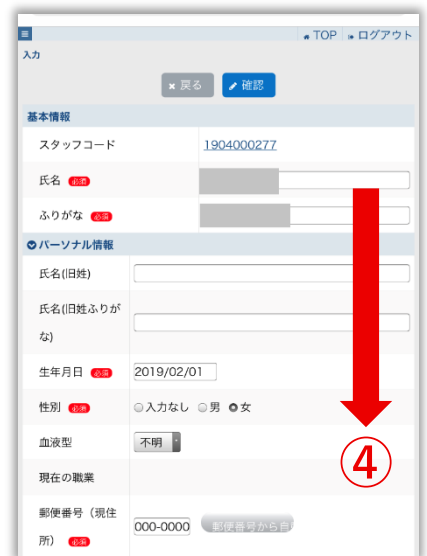 TOP ログアウト
入力
戻る 確認
基本情報
スタッフコード 1904000277
氏名 必須
ふりがな 必須
パーソナル情報
氏名(旧姓)
氏名(旧姓ふりが
な)
生年月日 必須 2019/02/01
性別 必須 入力なし 男 女
血液型 不明
④
現在の職業
郵便番号（現住
所） 必須 000-0000 郵便番号から自